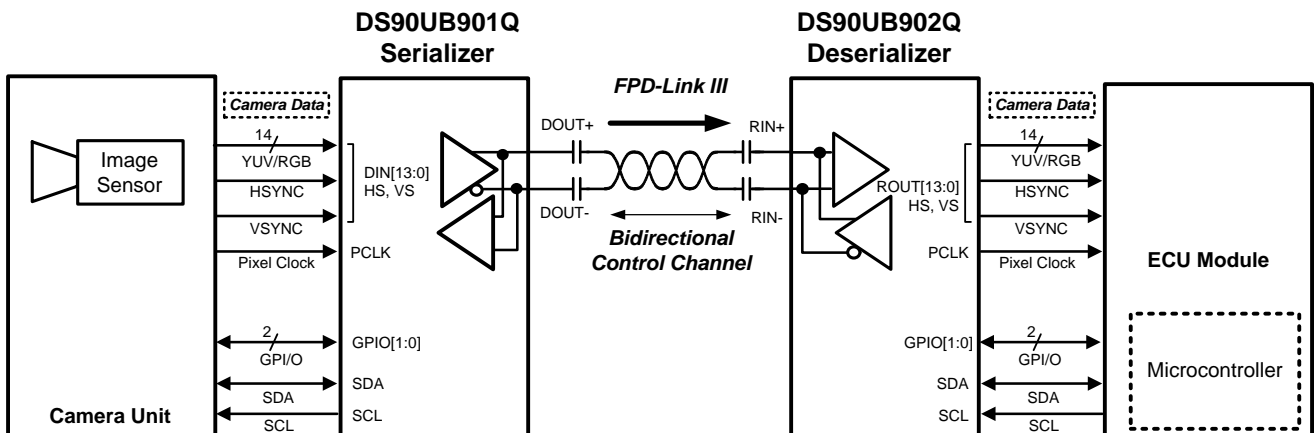 DS90UB901Q
Serializer
DS90UB902Q
Deserializer
Camera Data
FPD-Link III
Camera Data
Image
Sensor
14
YUV/RGB
HSYNC
VSYNC
Pixel Clock
DIN[13:0]
HS, VS
PCLK
DOUT+
DOUT-
RIN+
RIN-
Bidirectional
Control Channel
ROUT[13:0]
HS, VS
PCLK
14
YUV/RGB
HSYNC
VSYNC
Pixel Clock
ECU Module
2
GPI/O
SDA
SCL
GPIO[1:0]
SDA
SCL
GPIO[1:0]
SDA
SCL
2
GPI/O
SDA
SCL
Microcontroller
Camera Unit